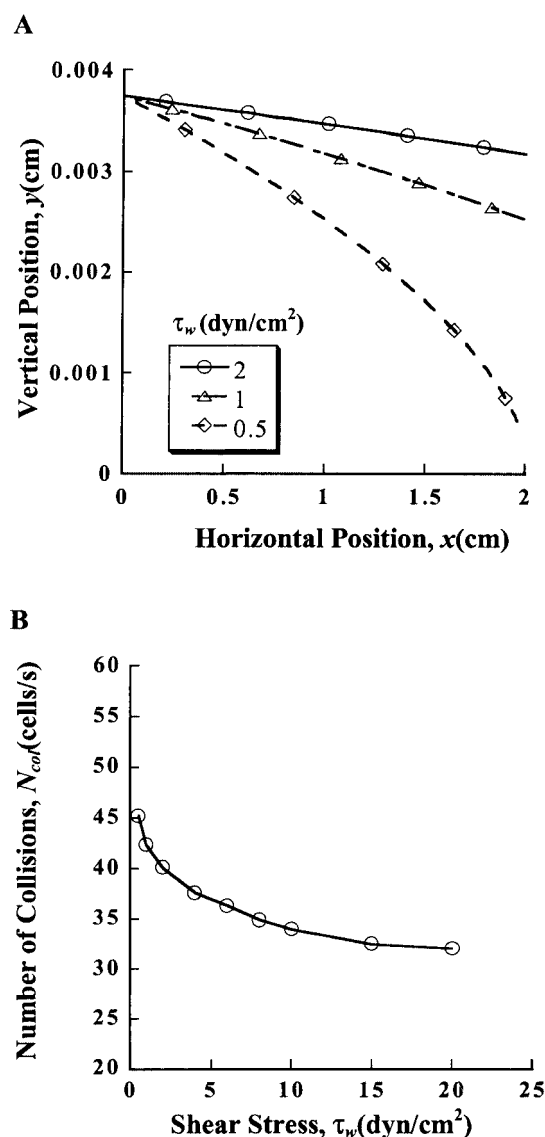 A
Vertical Position, y(cm)
0.004
0.003
0.002
0.001
0
τw(dyn/cm²)
2
1
0.5
0 0.5 1 1.5 2
Horizontal Position, x(cm)
B
Number of Collisions, Ncol(cells/s)
60
55
50
45
40
35
30
25
20
0 5 10 15 20 25
Shear Stress, τw(dyn/cm²)